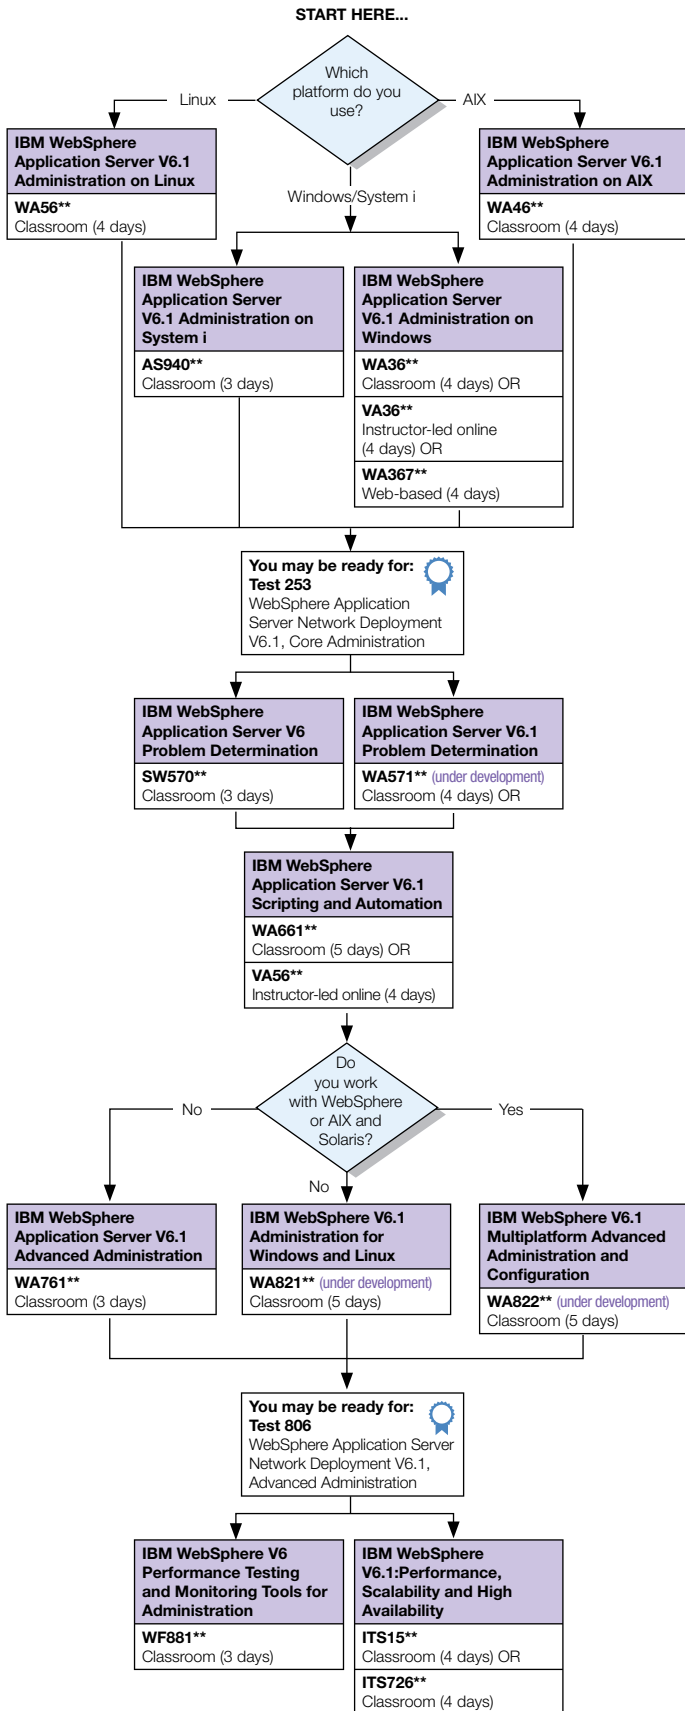 START HERE...
Which
platform do you
use?
Linux
AIX
Windows/System i
IBM WebSphere
Application Server V6.1
Administration on Linux
WA56**
Classroom (4 days)
IBM WebSphere
Application Server V6.1
Administration on AIX
WA46**
Classroom (4 days)
IBM WebSphere
Application Server
V6.1 Administration on
System i
AS940**
Classroom (3 days)
IBM WebSphere
Application Server
V6.1 Administration on
Windows
WA36**
Classroom (4 days) OR
VA36**
Instructor-led online
(4 days) OR
WA367**
Web-based (4 days)
You may be ready for:
Test 253
WebSphere Application
Server Network Deployment
V6.1, Core Administration
IBM WebSphere
Application Server V6
Problem Determination
SW570**
Classroom (3 days)
IBM WebSphere
Application Server V6.1
Problem Determination
WA571** (under development)
Classroom (4 days) OR
IBM WebSphere
Application Server V6.1
Scripting and Automation
WA661**
Classroom (5 days) OR
VA56**
Instructor-led online (4 days)
Do
you work
with WebSphere
or AIX and
Solaris?
No
Yes
No
IBM WebSphere
Application Server V6.1
Advanced Administration
WA761**
Classroom (3 days)
IBM WebSphere V6.1
Administration for
Windows and Linux
WA821** (under development)
Classroom (5 days)
IBM WebSphere V6.1
Multiplatform Advanced
Administration and
Configuration
WA822** (under development)
Classroom (5 days)
You may be ready for:
Test 806
WebSphere Application Server
Network Deployment V6.1,
Advanced Administration
IBM WebSphere V6
Performance Testing
and Monitoring Tools for
Administration
WF881**
Classroom (3 days)
IBM WebSphere
V6.1:Performance,
Scalability and High
Availability
ITS15**
Classroom (4 days) OR
ITS726**
Classroom (4 days)